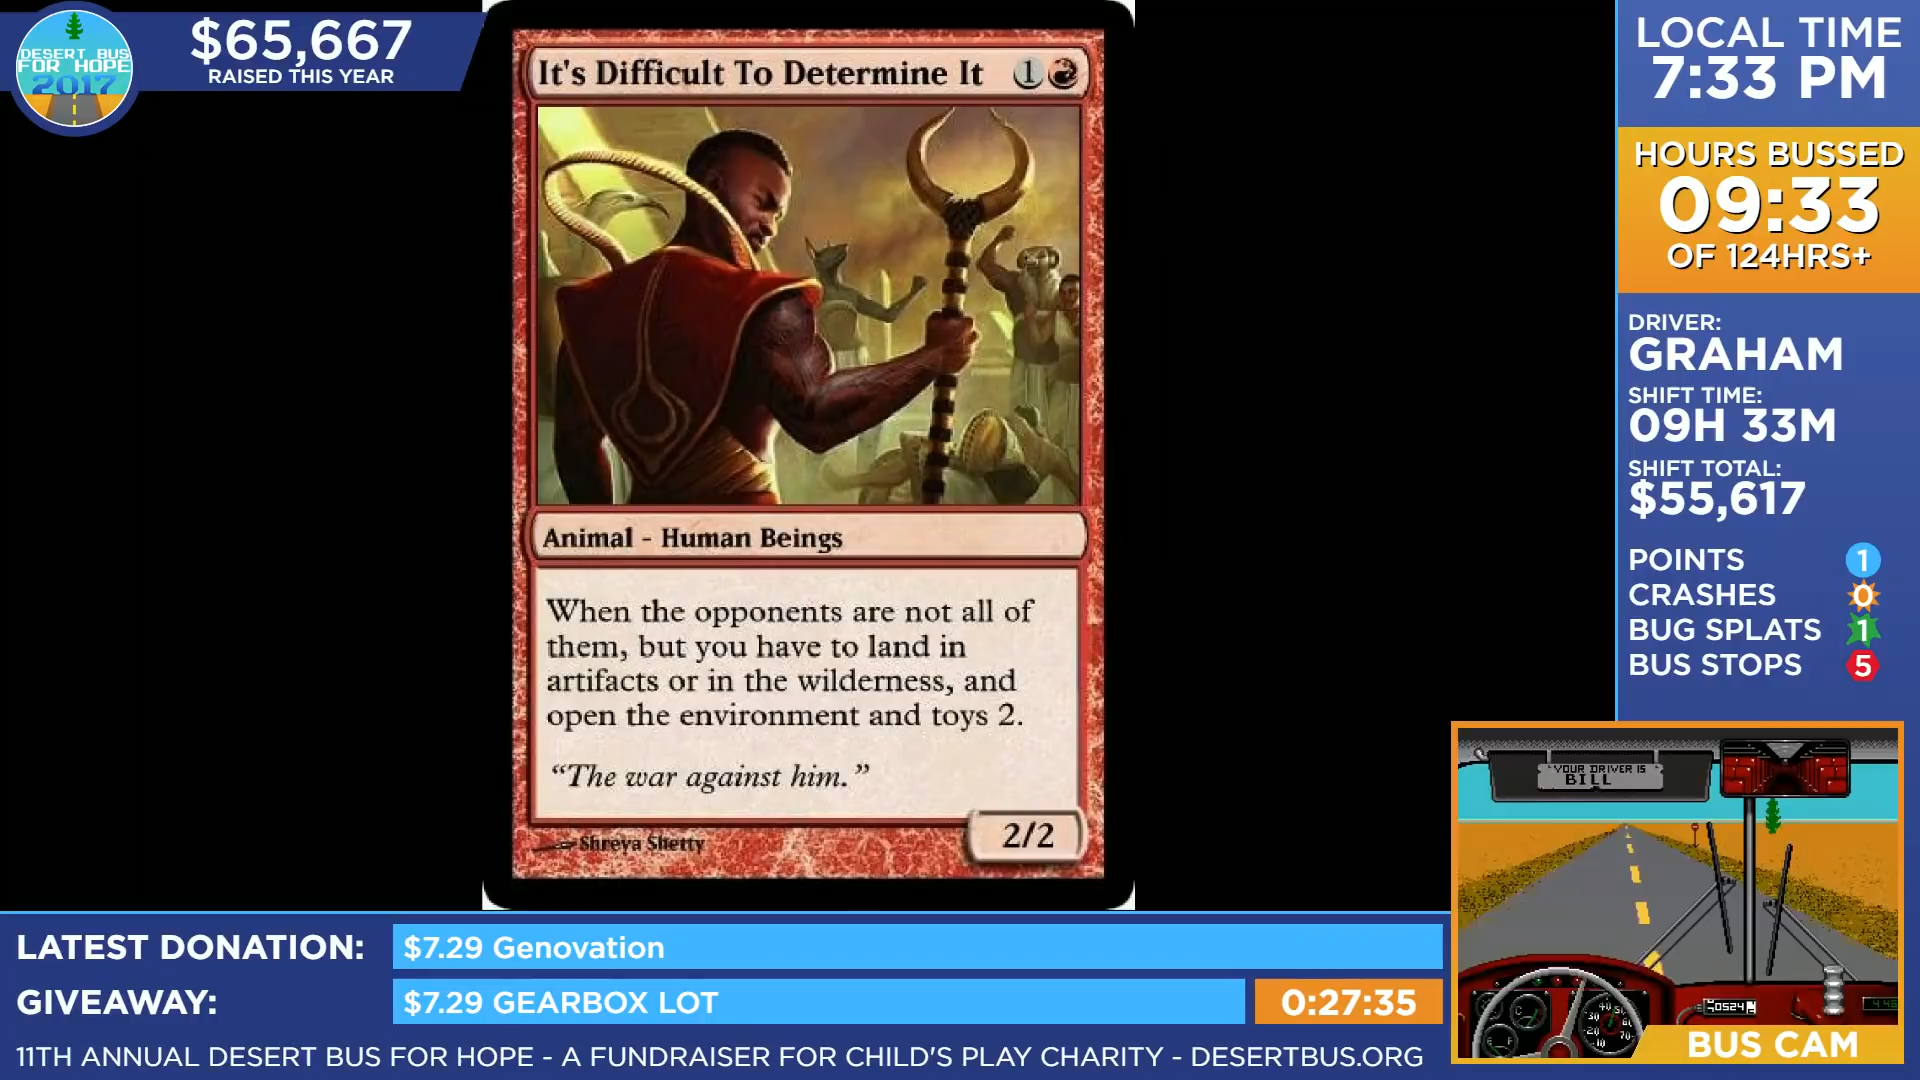 DESERT BUS
FOR HOPE
2017
$65,667
RAISED THIS YEAR
It's Difficult To Determine It 1
Animal - Human Beings
When the opponents are not all of
them, but you have to land in
artifacts or in the wilderness, and
open the environment and toys 2.
“The war against him.”
Shreya Shetty
2/2
LOCAL TIME
7:33 PM
HOURS BUSSED
09:33
OF 124HRS+
DRIVER:
GRAHAM
SHIFT TIME:
09H 33M
SHIFT TOTAL:
$55,617
POINTS 1
CRASHES 0
BUG SPLATS 1
BUS STOPS 5
YOUR DRIVER IS
BILL
BUS CAM
LATEST DONATION: $7.29 Genovation
GIVEAWAY: $7.29 GEARBOX LOT 0:27:35
11TH ANNUAL DESERT BUS FOR HOPE - A FUNDRAISER FOR CHILD'S PLAY CHARITY - DESERTBUS.ORG